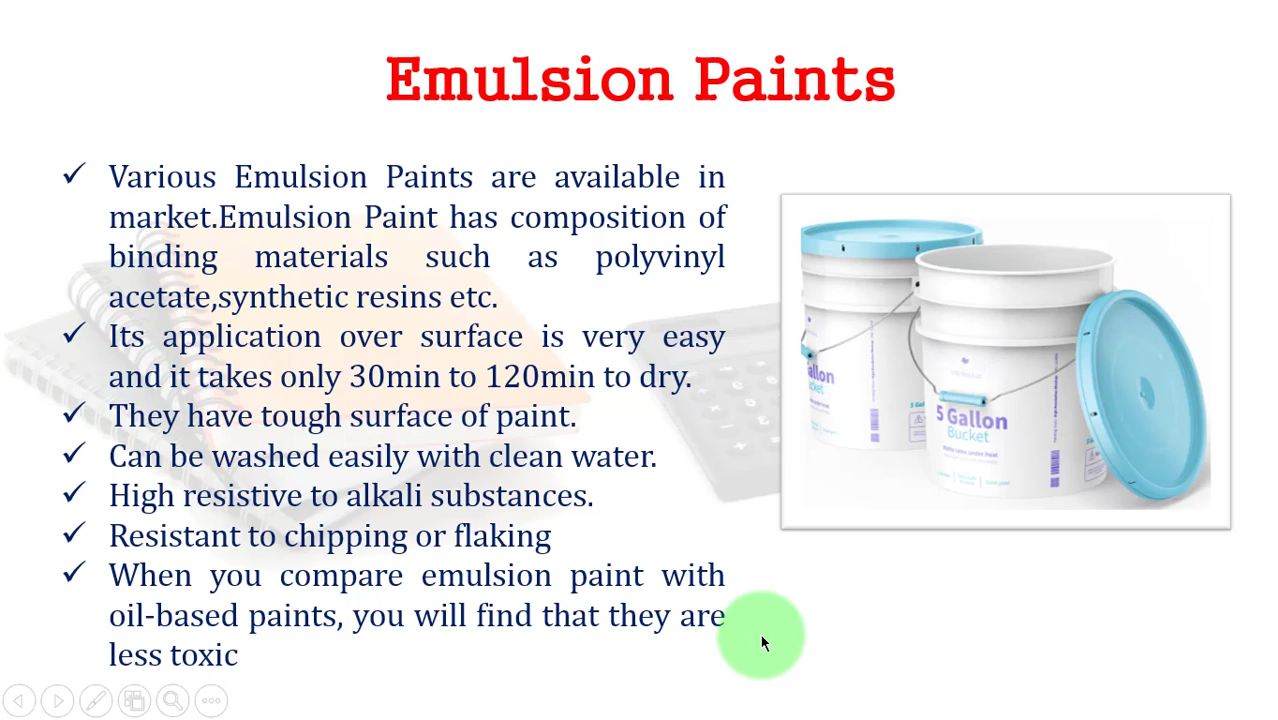 Emulsion Paints
✓ Various Emulsion Paints are available in
market.Emulsion Paint has composition of
binding materials such as polyvinyl
acetate,synthetic resins etc.
✓ Its application over surface is very easy
and it takes only 30min to 120min to dry.
✓ They have tough surface of paint.
✓ Can be washed easily with clean water.
✓ High resistive to alkali substances.
✓ Resistant to chipping or flaking
✓ When you compare emulsion paint with
oil-based paints, you will find that they are
less toxic
allon
5 Gallon
Bucket